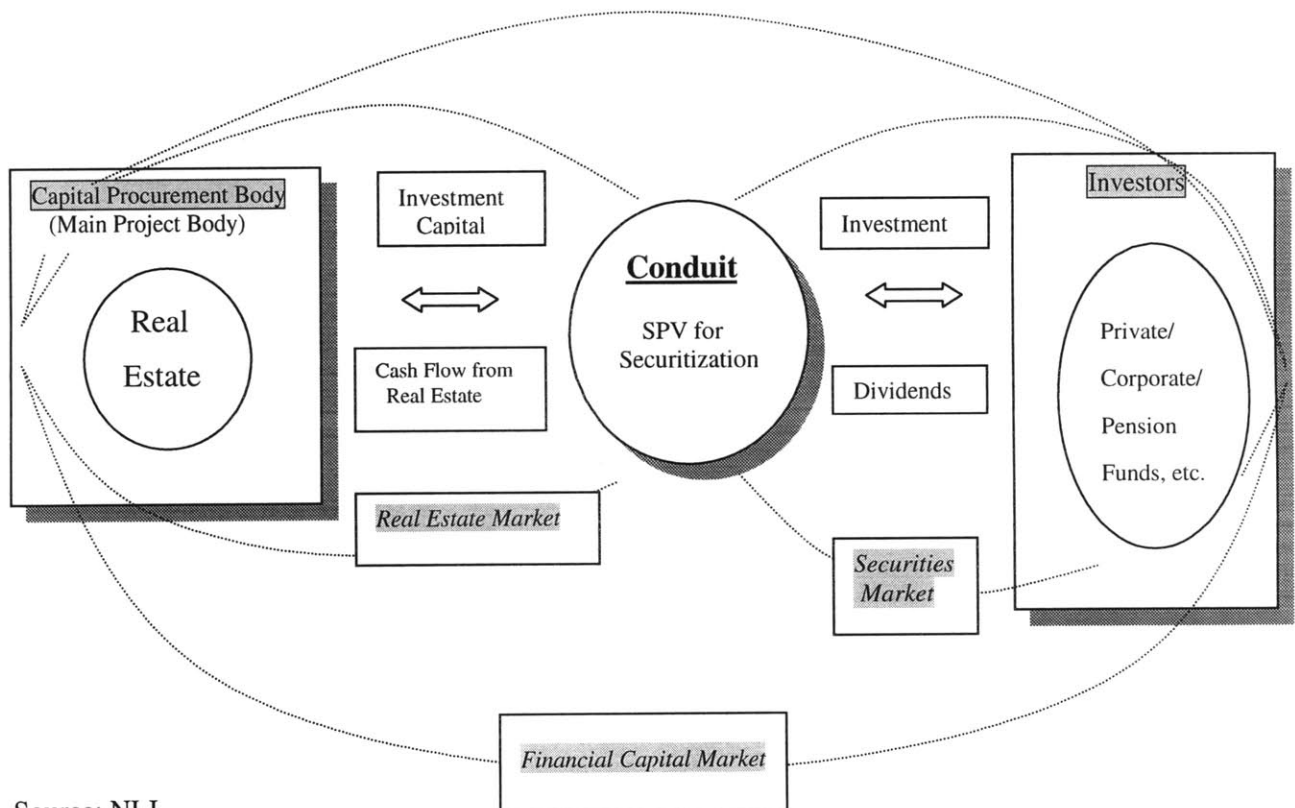 Capital Procurement Body
(Main Project Body)
Real
Estate
Investment
Capital
Cash Flow from
Real Estate
Real Estate Market
Conduit
SPV for
Securitization
Investment
Dividends
Securities
Market
Investors
Private/
Corporate/
Pension
Funds, etc.
Financial Capital Market
Source: NLI